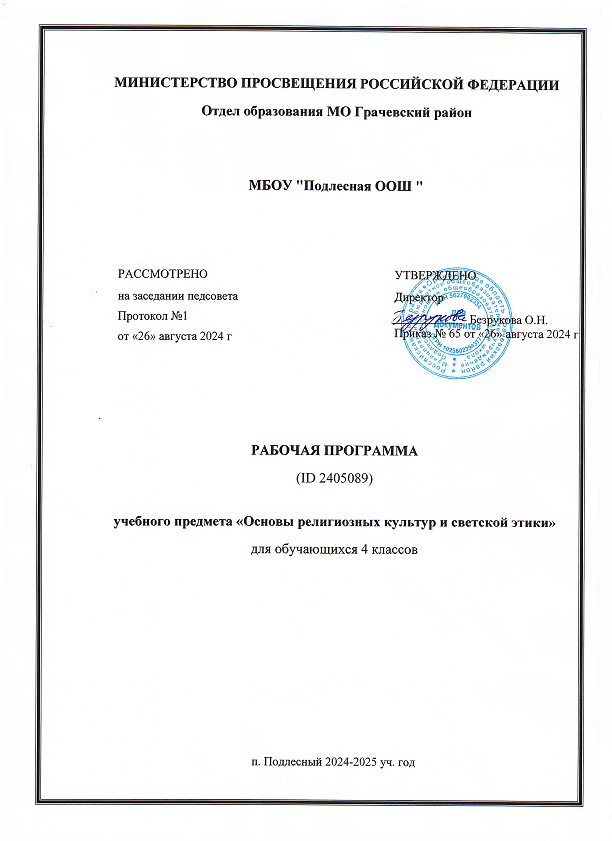 МИНИСТЕРСТВО ПРОСВЕЩЕНИЯ РОССИЙСКОЙ ФЕДЕРАЦИИ
Отдел образования МО Грачевский район
МБОУ "Подлесная ООШ "
РАССМОТРЕНО
на заседании педсовета
Протокол №1
от «26» августа 2024 г
УТВЕРЖДЕНО
Директор
Безрукова Безрукова О.Н.
Приказ № 65 от «26» августа 2024 г
документов
РАБОЧАЯ ПРОГРАММА
(ID 2405089)
учебного предмета «Основы религиозных культур и светской этики»
для обучающихся 4 классов
п. Подлесный 2024-2025 уч. год